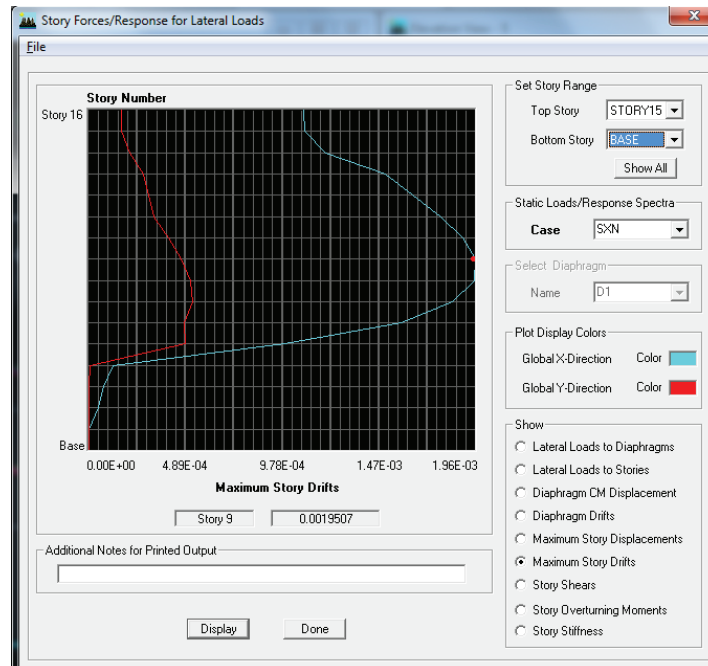 Story Forces/Response for Lateral Loads
File
Story Number
Story 16
Base
0.00E+00 4.89E-04 9.78E-04 1.47E-03 1.96E-03
Maximum Story Drifts
Story 9 0.0019507
Additional Notes for Printed Output
Display Done
Set Story Range
Top Story STORY15
Bottom Story BASE
Show All
Static Loads/Response Spectra
Case SXN
Select Diaphragm
Name D1
Plot Display Colors
Global X-Direction Color
Global Y-Direction Color
Show
Lateral Loads to Diaphragms
Lateral Loads to Stories
Diaphragm CM Displacement
Diaphragm Drifts
Maximum Story Displacements
Maximum Story Drifts
Story Shears
Story Overturning Moments
Story Stiffness